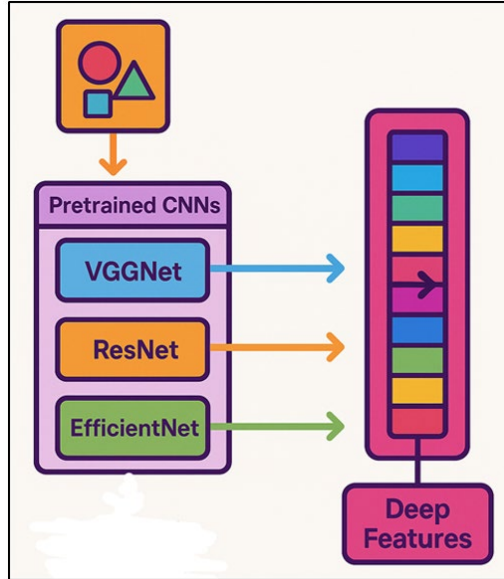 Pretrained CNNs
VGGNet
ResNet
EfficientNet
Deep
Features